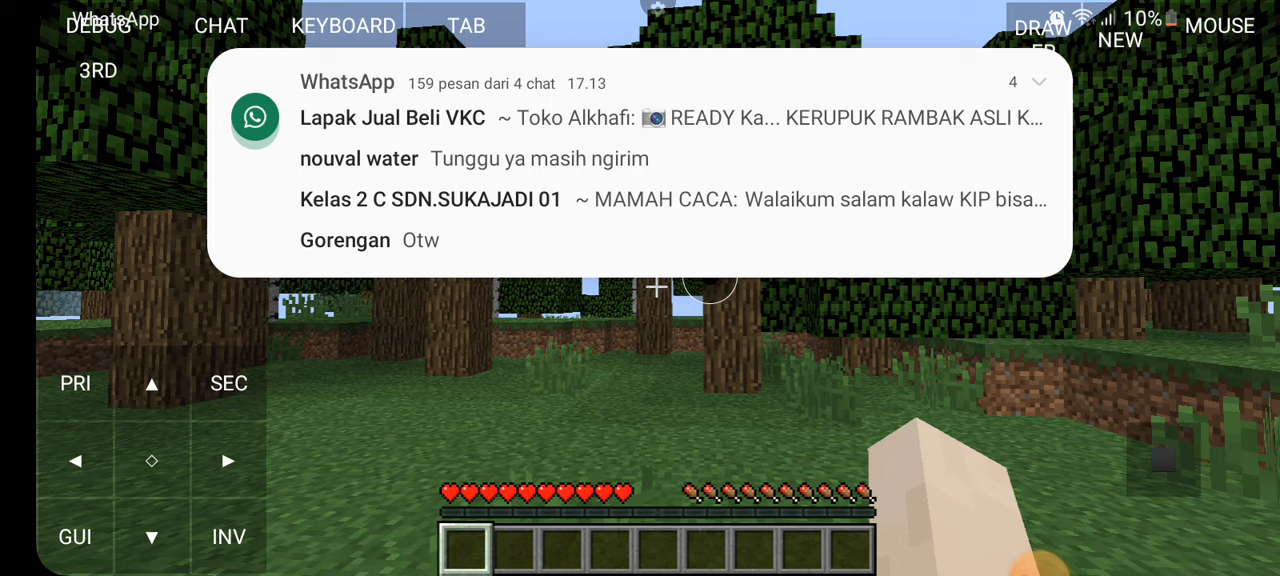 WhatsApp
10%
DEBUG
CHAT
KEYBOARD
TAB
DRAW
ER
NEW
MOUSE
3RD
WhatsApp 159 pesan dari 4 chat 17.13 4
Lapak Jual Beli VKC ~ Toko Alkhafi: 📷 READY Ka... KERUPUK RAMBAK ASLI K...
nouval water Tunggu ya masih ngirim
Kelas 2 C SDN.SUKAJADI 01 ~ MAMAH CACA: Walaikum salam kalaw KIP bisa...
Gorengan Otw
PRI ▲ SEC
◄ ◇ ►
GUI ▼ INV